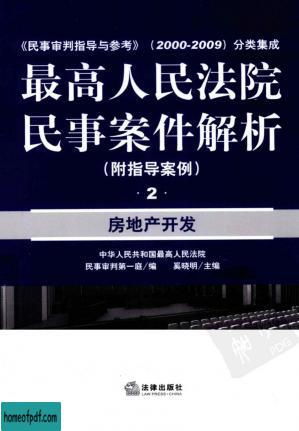 《民事审判指导与参考》(2000-2009)分类集成
最高人民法院
民事案件解析
(附指导案例)
·2·
房地产开发
中华人民共和国最高人民法院
民事审判第一庭/编 奚晓明/主编
PDG
法律出版社
LAW PRESS·CHINA
homeofpdf.com
homeofpdf.com